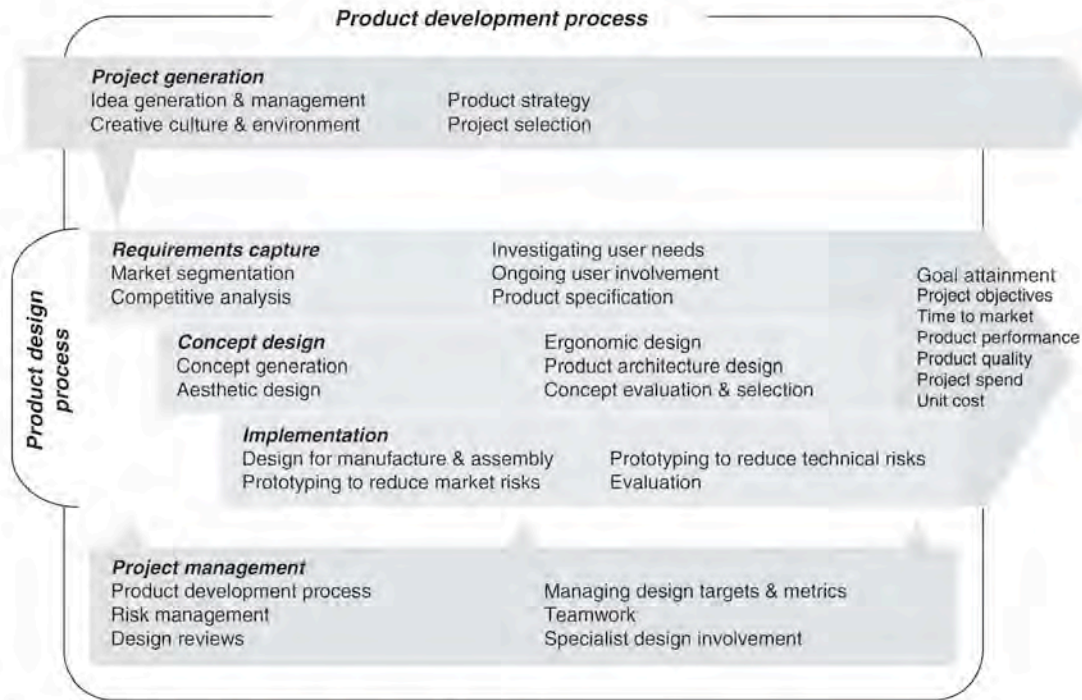 Product development process
Project generation
Idea generation & management
Creative culture & environment
Product strategy
Project selection
Product design
process
Requirements capture
Market segmentation
Competitive analysis
Investigating user needs
Ongoing user involvement
Product specification
Concept design
Concept generation
Aesthetic design
Ergonomic design
Product architecture design
Concept evaluation & selection
Implementation
Design for manufacture & assembly
Prototyping to reduce market risks
Prototyping to reduce technical risks
Evaluation
Goal attainment
Project objectives
Time to market
Product performance
Product quality
Project spend
Unit cost
Project management
Product development process
Risk management
Design reviews
Managing design targets & metrics
Teamwork
Specialist design involvement